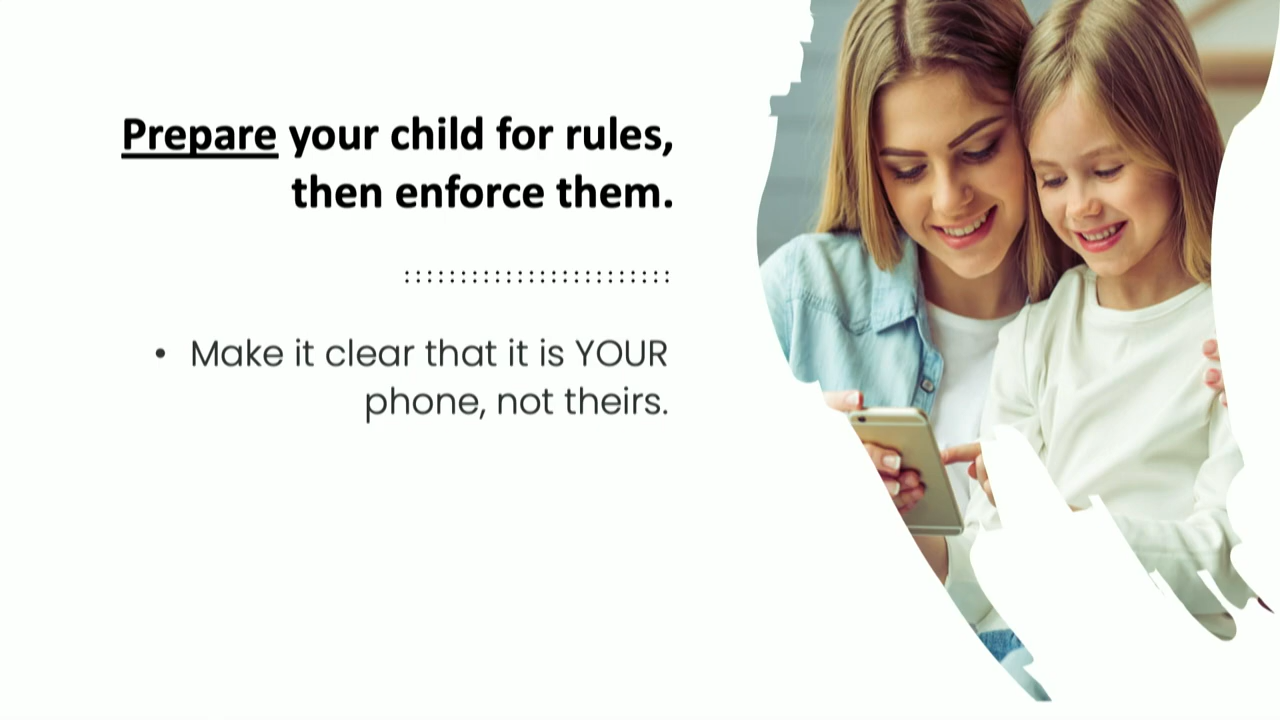 Prepare your child for rules,
then enforce them.
• Make it clear that it is YOUR
phone, not theirs.